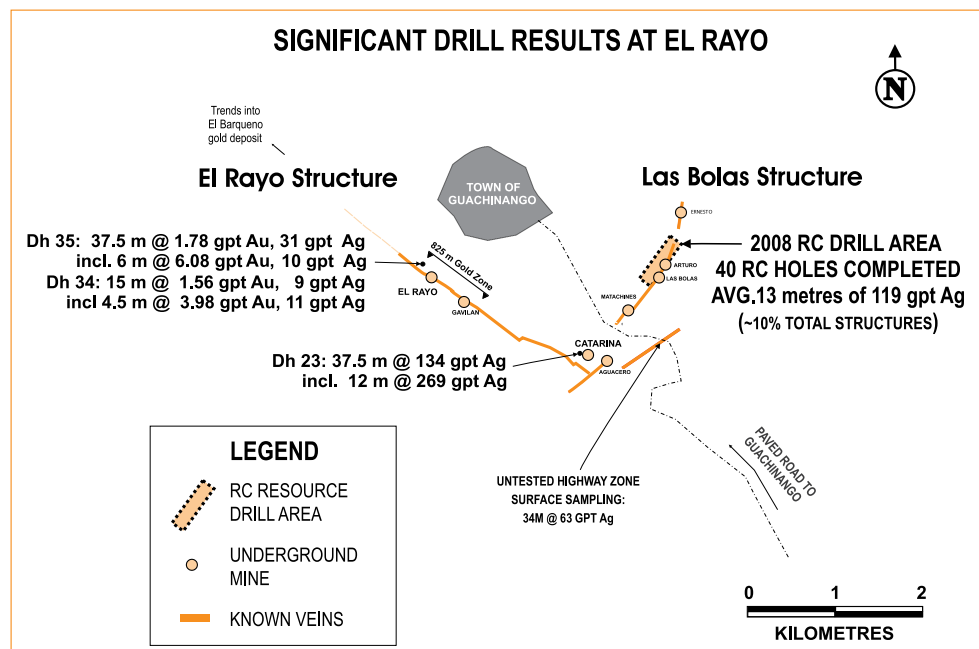 SIGNIFICANT DRILL RESULTS AT EL RAYO
N
Trends into
El Barqueno
gold deposit
El Rayo Structure
TOWN OF
GUACHINANGO
Las Bolas Structure
ERNESTO
Dh 35: 37.5 m @ 1.78 gpt Au, 31 gpt Ag
incl. 6 m @ 6.08 gpt Au, 10 gpt Ag
Dh 34: 15 m @ 1.56 gpt Au, 9 gpt Ag
incl 4.5 m @ 3.98 gpt Au, 11 gpt Ag
825 m Gold Zone
EL RAYO
GAVILAN
2008 RC DRILL AREA
40 RC HOLES COMPLETED
AVG.13 metres of 119 gpt Ag
(~10% TOTAL STRUCTURES)
ARTURO
LAS BOLAS
MATACHINES
CATARINA
AGUACERO
Dh 23: 37.5 m @ 134 gpt Ag
incl. 12 m @ 269 gpt Ag
UNTESTED HIGHWAY ZONE
SURFACE SAMPLING:
34M @ 63 GPT Ag
PAVED ROAD TO
GUACHINANGO
LEGEND
RC RESOURCE
DRILL AREA
UNDERGROUND
MINE
KNOWN VEINS
0 1 2
KILOMETRES